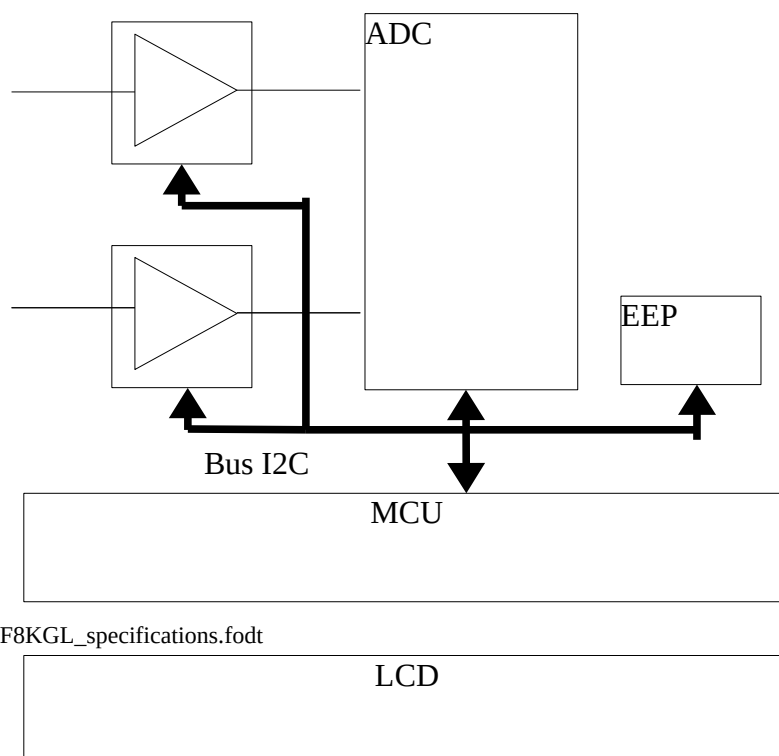 ADC
EEP
Bus I2C
MCU
F8KGL_specifications.fodt
LCD